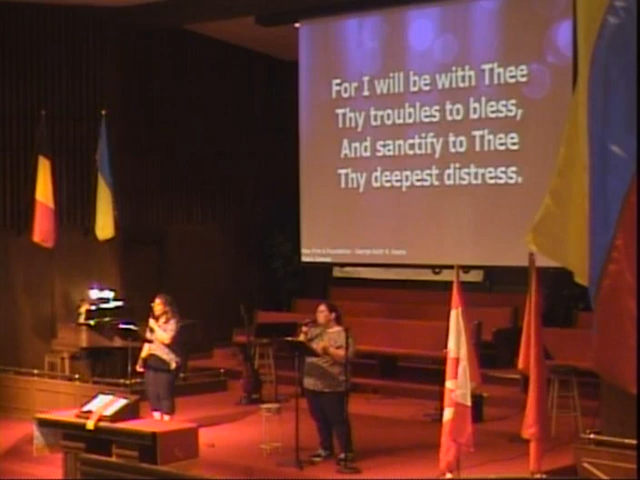 For I will be with Thee
Thy troubles to bless,
And sanctify to Thee
Thy deepest distress.